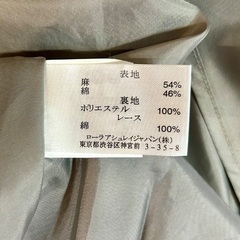 表地
麻 54%
綿 46%
裏地
ポリエステル 100%
レース
綿 100%
ローラアシュレイジャパン(株)
東京都渋谷区神宮前 3-35-8